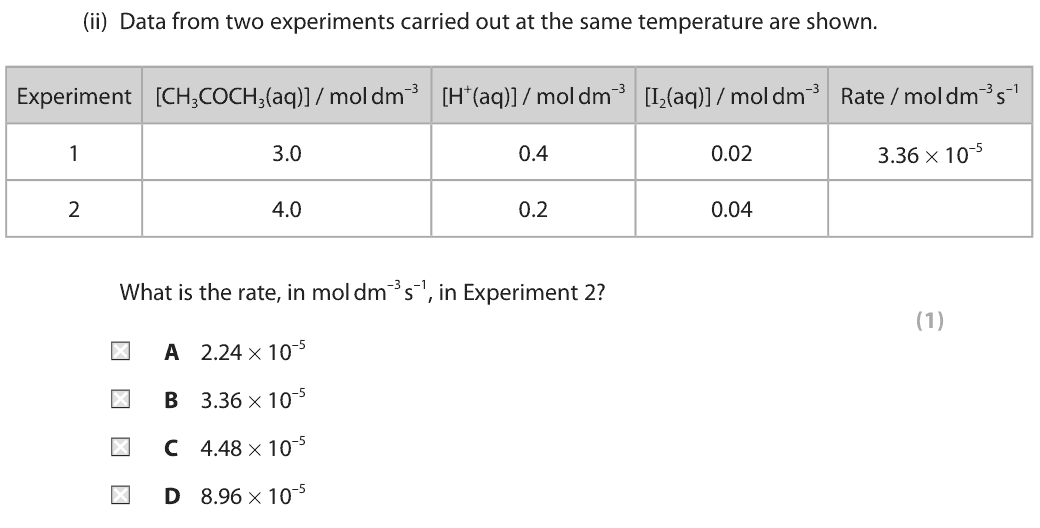 (ii) Data from two experiments carried out at the same temperature are shown.
Experiment [CH₃COCH₃(aq)] / mol dm⁻³ [H⁺(aq)] / mol dm⁻³ [I₂(aq)] / mol dm⁻³ Rate / mol dm⁻³ s⁻¹
1 3.0 0.4 0.02 3.36 × 10⁻⁵
2 4.0 0.2 0.04
What is the rate, in mol dm⁻³ s⁻¹, in Experiment 2?
(1)
A 2.24 × 10⁻⁵
B 3.36 × 10⁻⁵
C 4.48 × 10⁻⁵
D 8.96 × 10⁻⁵